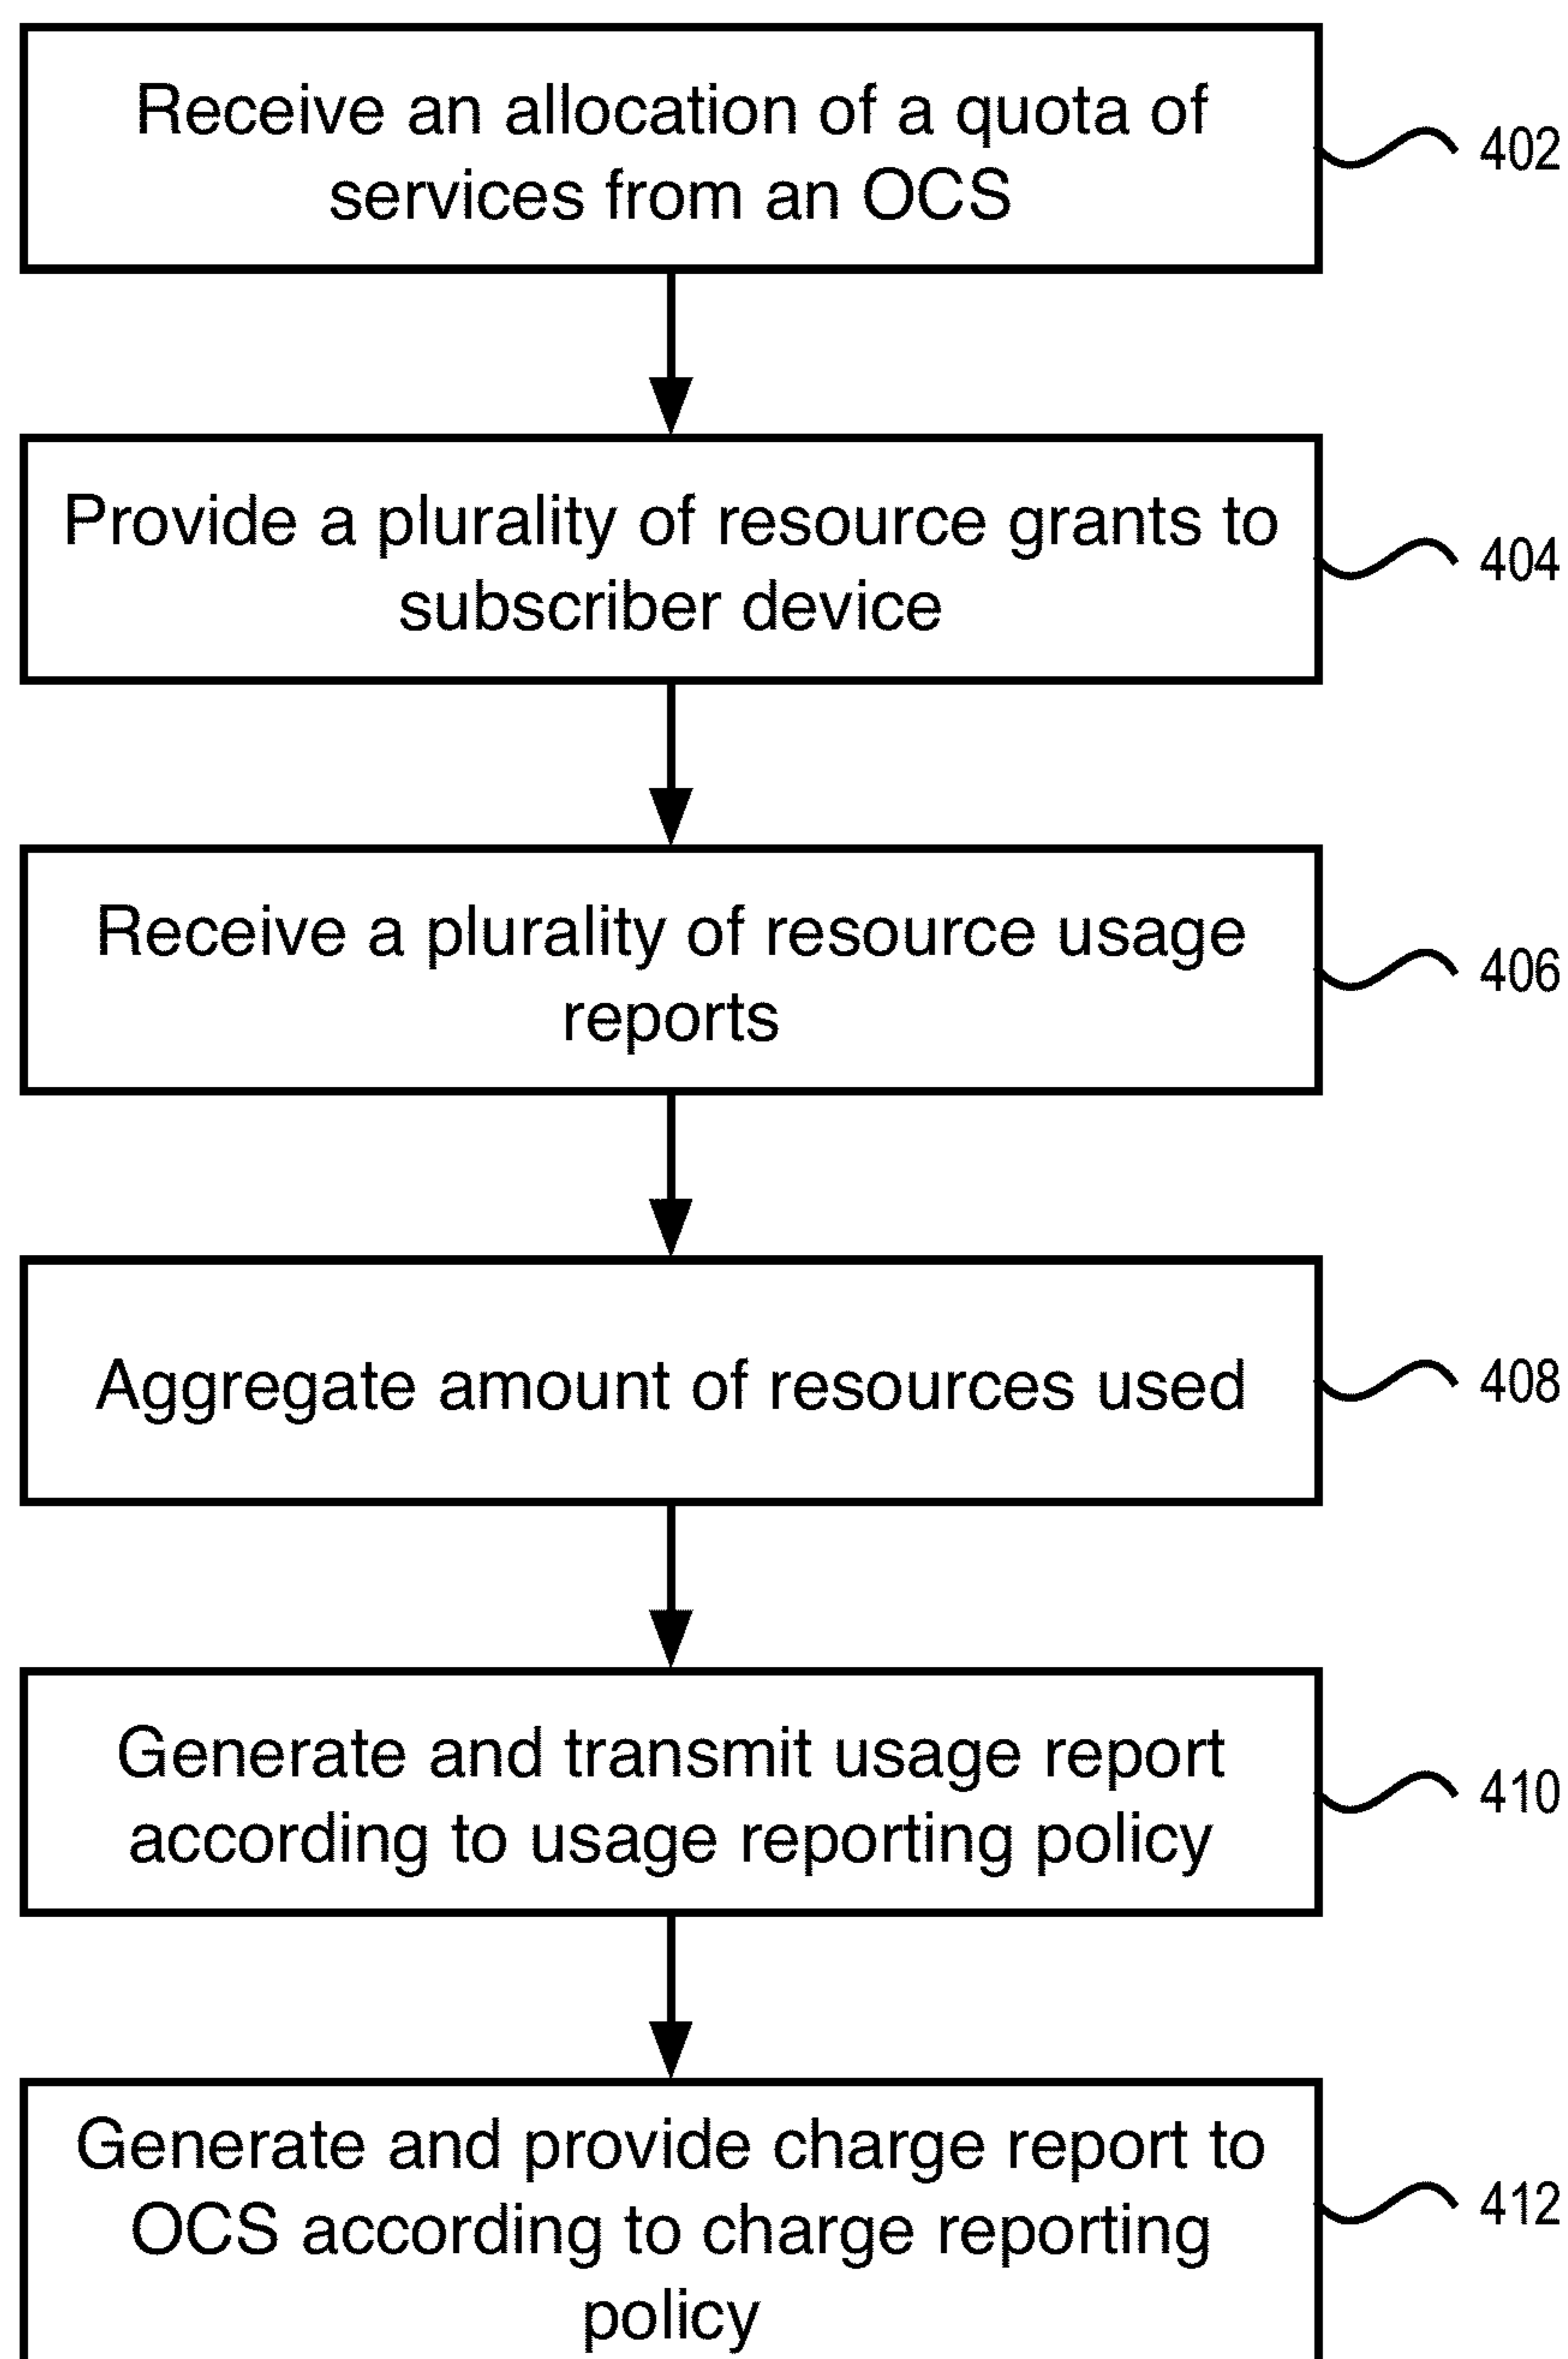 Receive an allocation of a quota of
services from an OCS
402
Provide a plurality of resource grants to
subscriber device
404
Receive a plurality of resource usage
reports
406
Aggregate amount of resources used
408
Generate and transmit usage report
according to usage reporting policy
410
Generate and provide charge report to
OCS according to charge reporting
policy
412